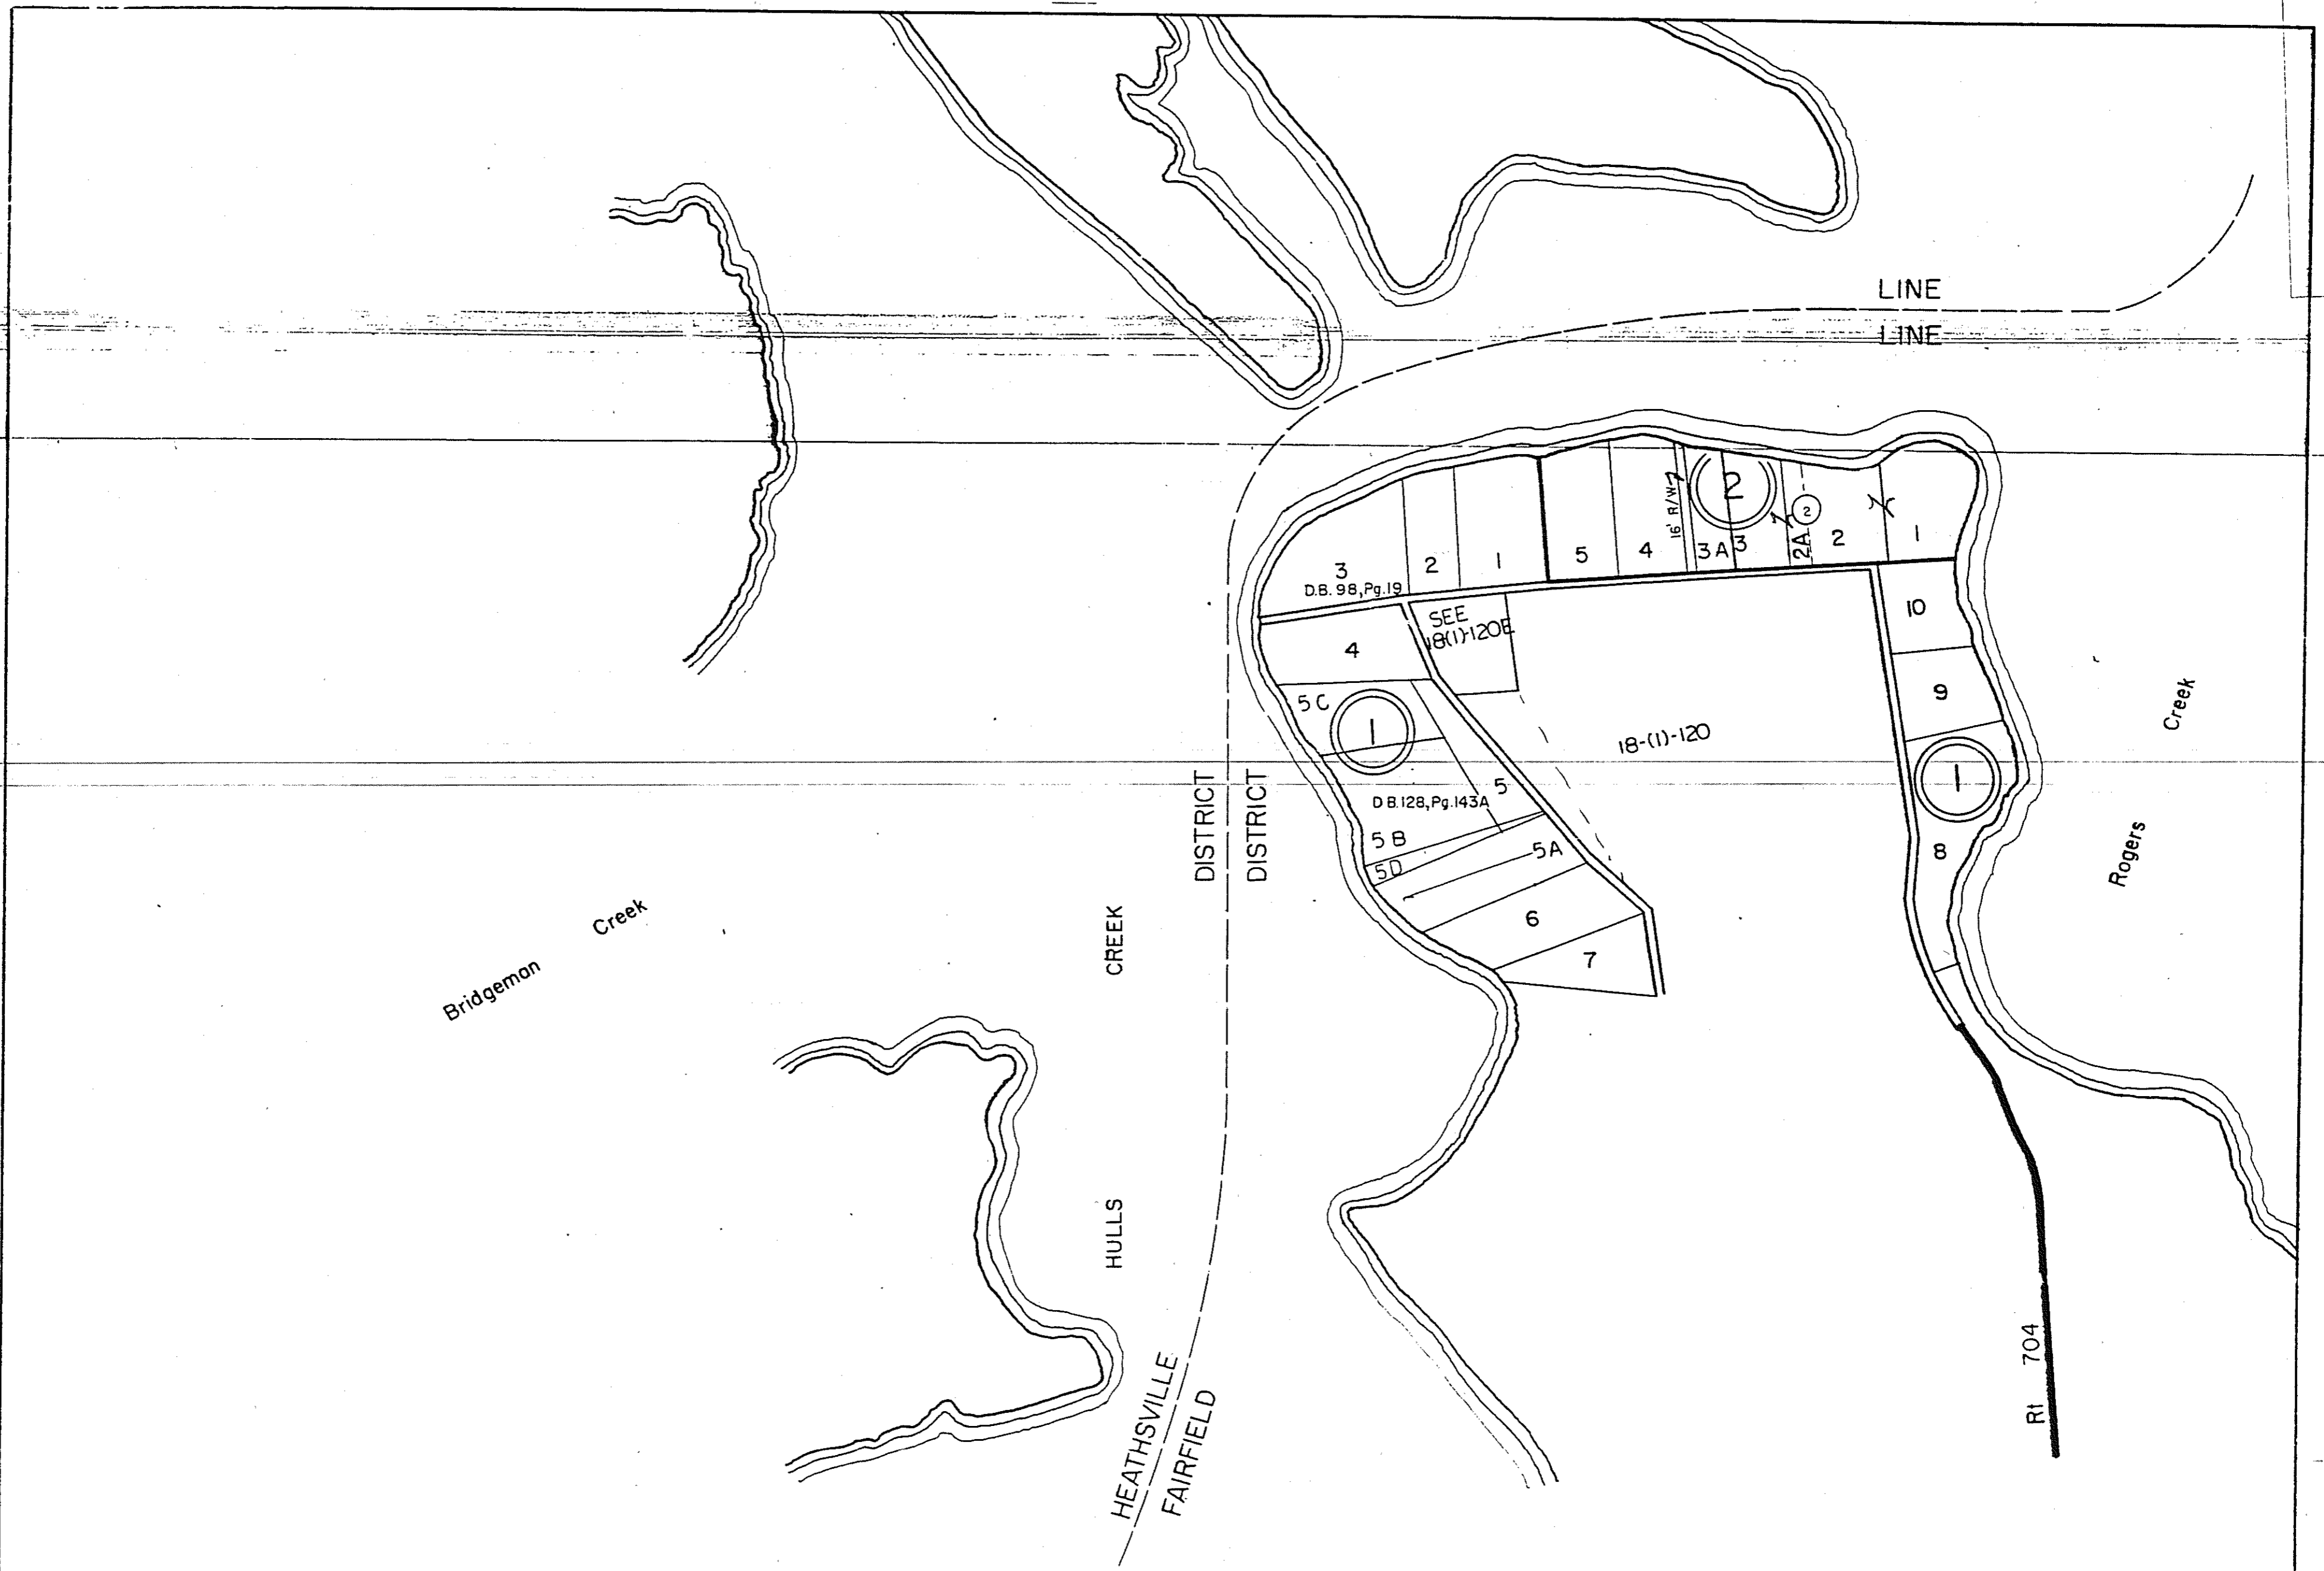 LINE
LINE
2
16' R/W
2
3
2
1
5
4
3A
3
2A
2
1
D.B. 98, Pg.19
SEE
18(1)-120E
10
4
9
5C
1
18-(1)-120
1
5
D B.128, Pg.143A
5B
5D
5A
8
6
7
Rogers Creek
DISTRICT
DISTRICT
Bridgeman Creek
HULLS CREEK
HEATHSVILLE
FAIRFIELD
Rt 704